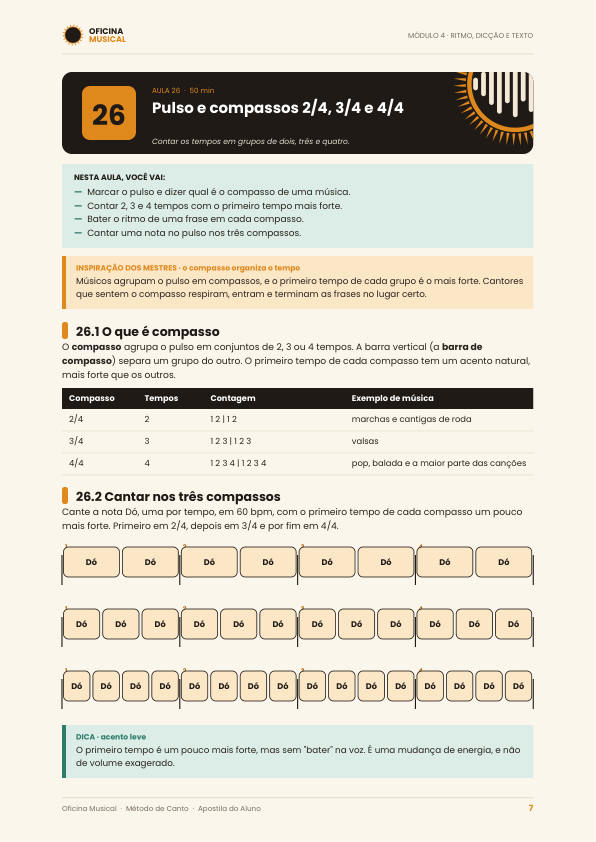 OFICINA
MUSICAL
MÓDULO 4 · RITMO, DICÇÃO E TEXTO
26
AULA 26 · 50 min
Pulso e compassos 2/4, 3/4 e 4/4
Contar os tempos em grupos de dois, três e quatro.
NESTA AULA, VOCÊ VAI:
— Marcar o pulso e dizer qual é o compasso de uma música.
— Contar 2, 3 e 4 tempos com o primeiro tempo mais forte.
— Bater o ritmo de uma frase em cada compasso.
— Cantar uma nota no pulso nos três compassos.
INSPIRAÇÃO DOS MESTRES · o compasso organiza o tempo
Músicos agrupam o pulso em compassos, e o primeiro tempo de cada grupo é o mais forte. Cantores
que sentem o compasso respiram, entram e terminam as frases no lugar certo.
26.1 O que é compasso
O compasso agrupa o pulso em conjuntos de 2, 3 ou 4 tempos. A barra vertical (a barra de
compasso) separa um grupo do outro. O primeiro tempo de cada compasso tem um acento natural,
mais forte que os outros.
Compasso Tempos Contagem Exemplo de música
2/4 2 1 2 | 1 2 marchas e cantigas de roda
3/4 3 1 2 3 | 1 2 3 valsas
4/4 4 1 2 3 4 | 1 2 3 4 pop, balada e a maior parte das canções
26.2 Cantar nos três compassos
Cante a nota Dó, uma por tempo, em 60 bpm, com o primeiro tempo de cada compasso um pouco
mais forte. Primeiro em 2/4, depois em 3/4 e por fim em 4/4.
Dó Dó Dó Dó Dó Dó Dó Dó
Dó Dó Dó Dó Dó Dó Dó Dó Dó Dó Dó Dó
Dó Dó Dó Dó Dó Dó Dó Dó Dó Dó Dó Dó Dó Dó Dó Dó
DICA · acento leve
O primeiro tempo é um pouco mais forte, mas sem "bater" na voz. É uma mudança de energia, e não
de volume exagerado.
Oficina Musical · Método de Canto · Apostila do Aluno
7